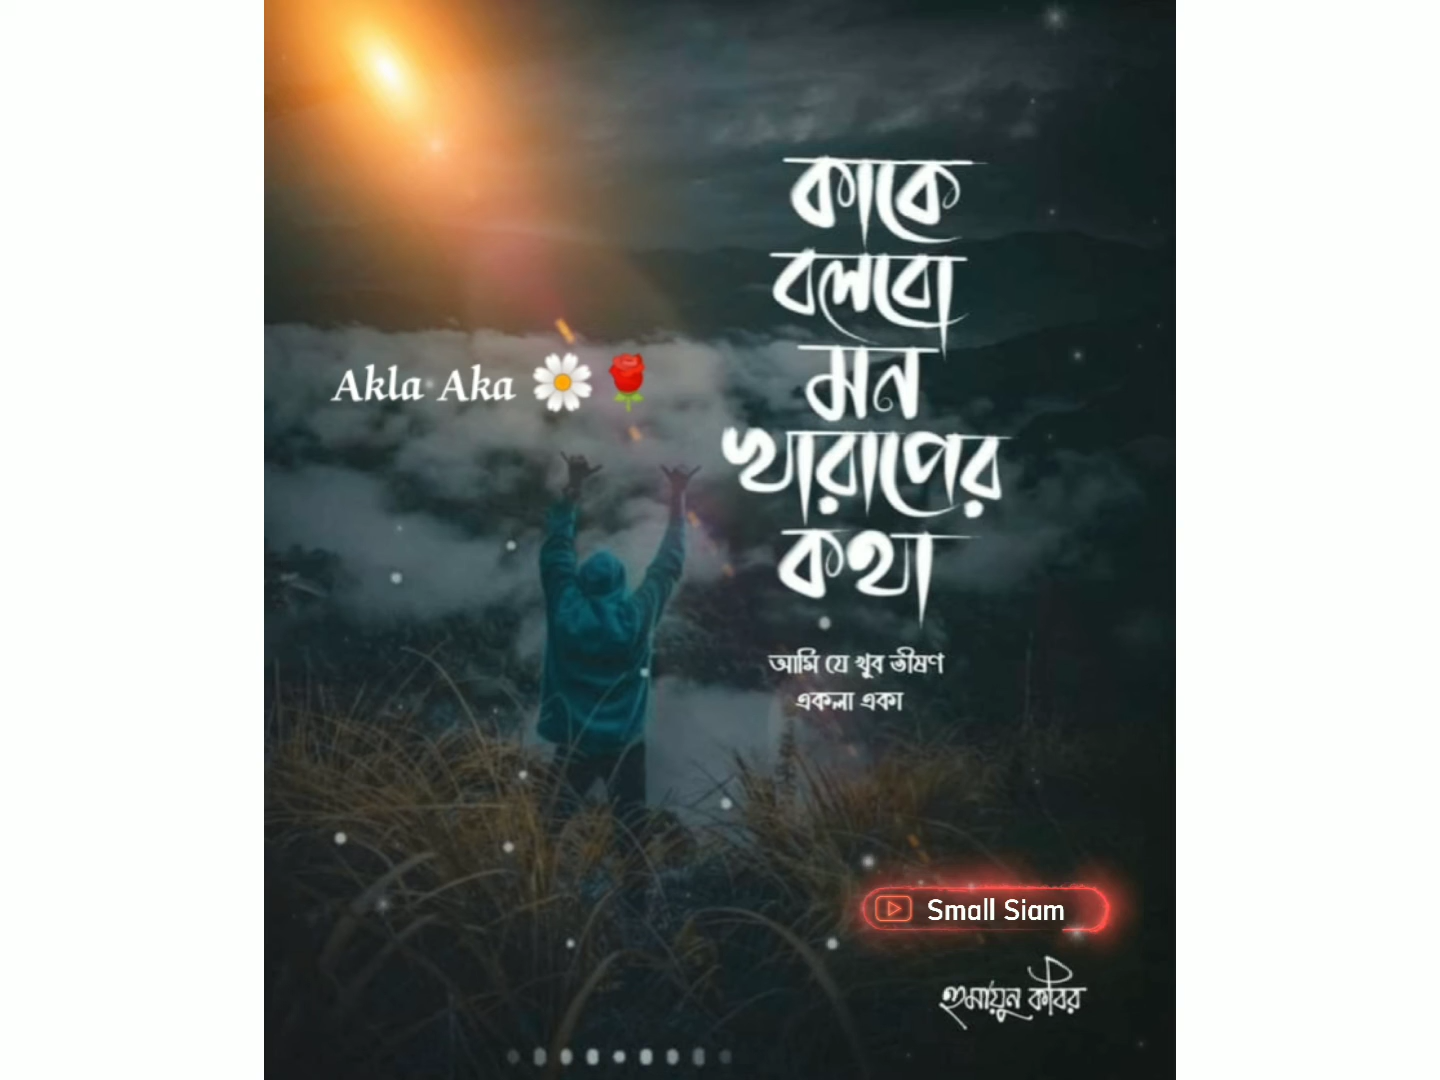 কাকে
বলবো
মন
খারাপের
কথা
Akla Aka
আমি যে খুব ভীষণ
একলা একা
Small Siam
হুমায়ুন কবির